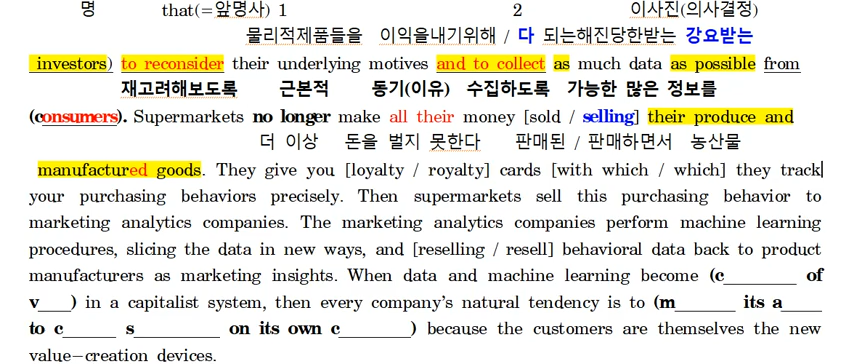 명 that(=앞명사) 1 2 이사진(의사결정)
물리적제품들을 이익을내기위해 / 다 되는해진당한받는 강요받는
investors) to reconsider their underlying motives and to collect as much data as possible from
재고려해보도록 근본적 동기(이유) 수집하도록 가능한 많은 정보를
(consumers). Supermarkets no longer make all their money [sold / selling] their produce and
더 이상 돈을 벌지 못한다 판매된 / 판매하면서 농산물
manufactured goods. They give you [loyalty / royalty] cards [with which / which] they track
your purchasing behaviors precisely. Then supermarkets sell this purchasing behavior to
marketing analytics companies. The marketing analytics companies perform machine learning
procedures, slicing the data in new ways, and [reselling / resell] behavioral data back to product
manufacturers as marketing insights. When data and machine learning become (c________ of
v____) in a capitalist system, then every company's natural tendency is to (m______ its a____
to c______ s_________ on its own c________) because the customers are themselves the new
value-creation devices.